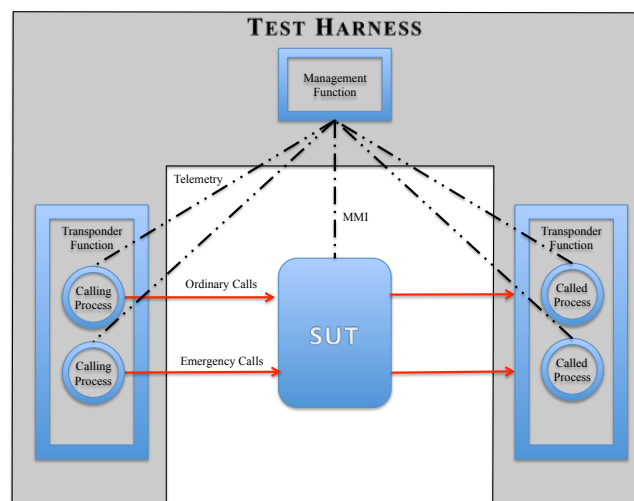 TEST HARNESS
Management
Function
Telemetry
MMI
Transponder
Function
Transponder
Function
Calling
Process
Ordinary Calls
Called
Process
SUT
Calling
Process
Emergency Calls
Called
Process